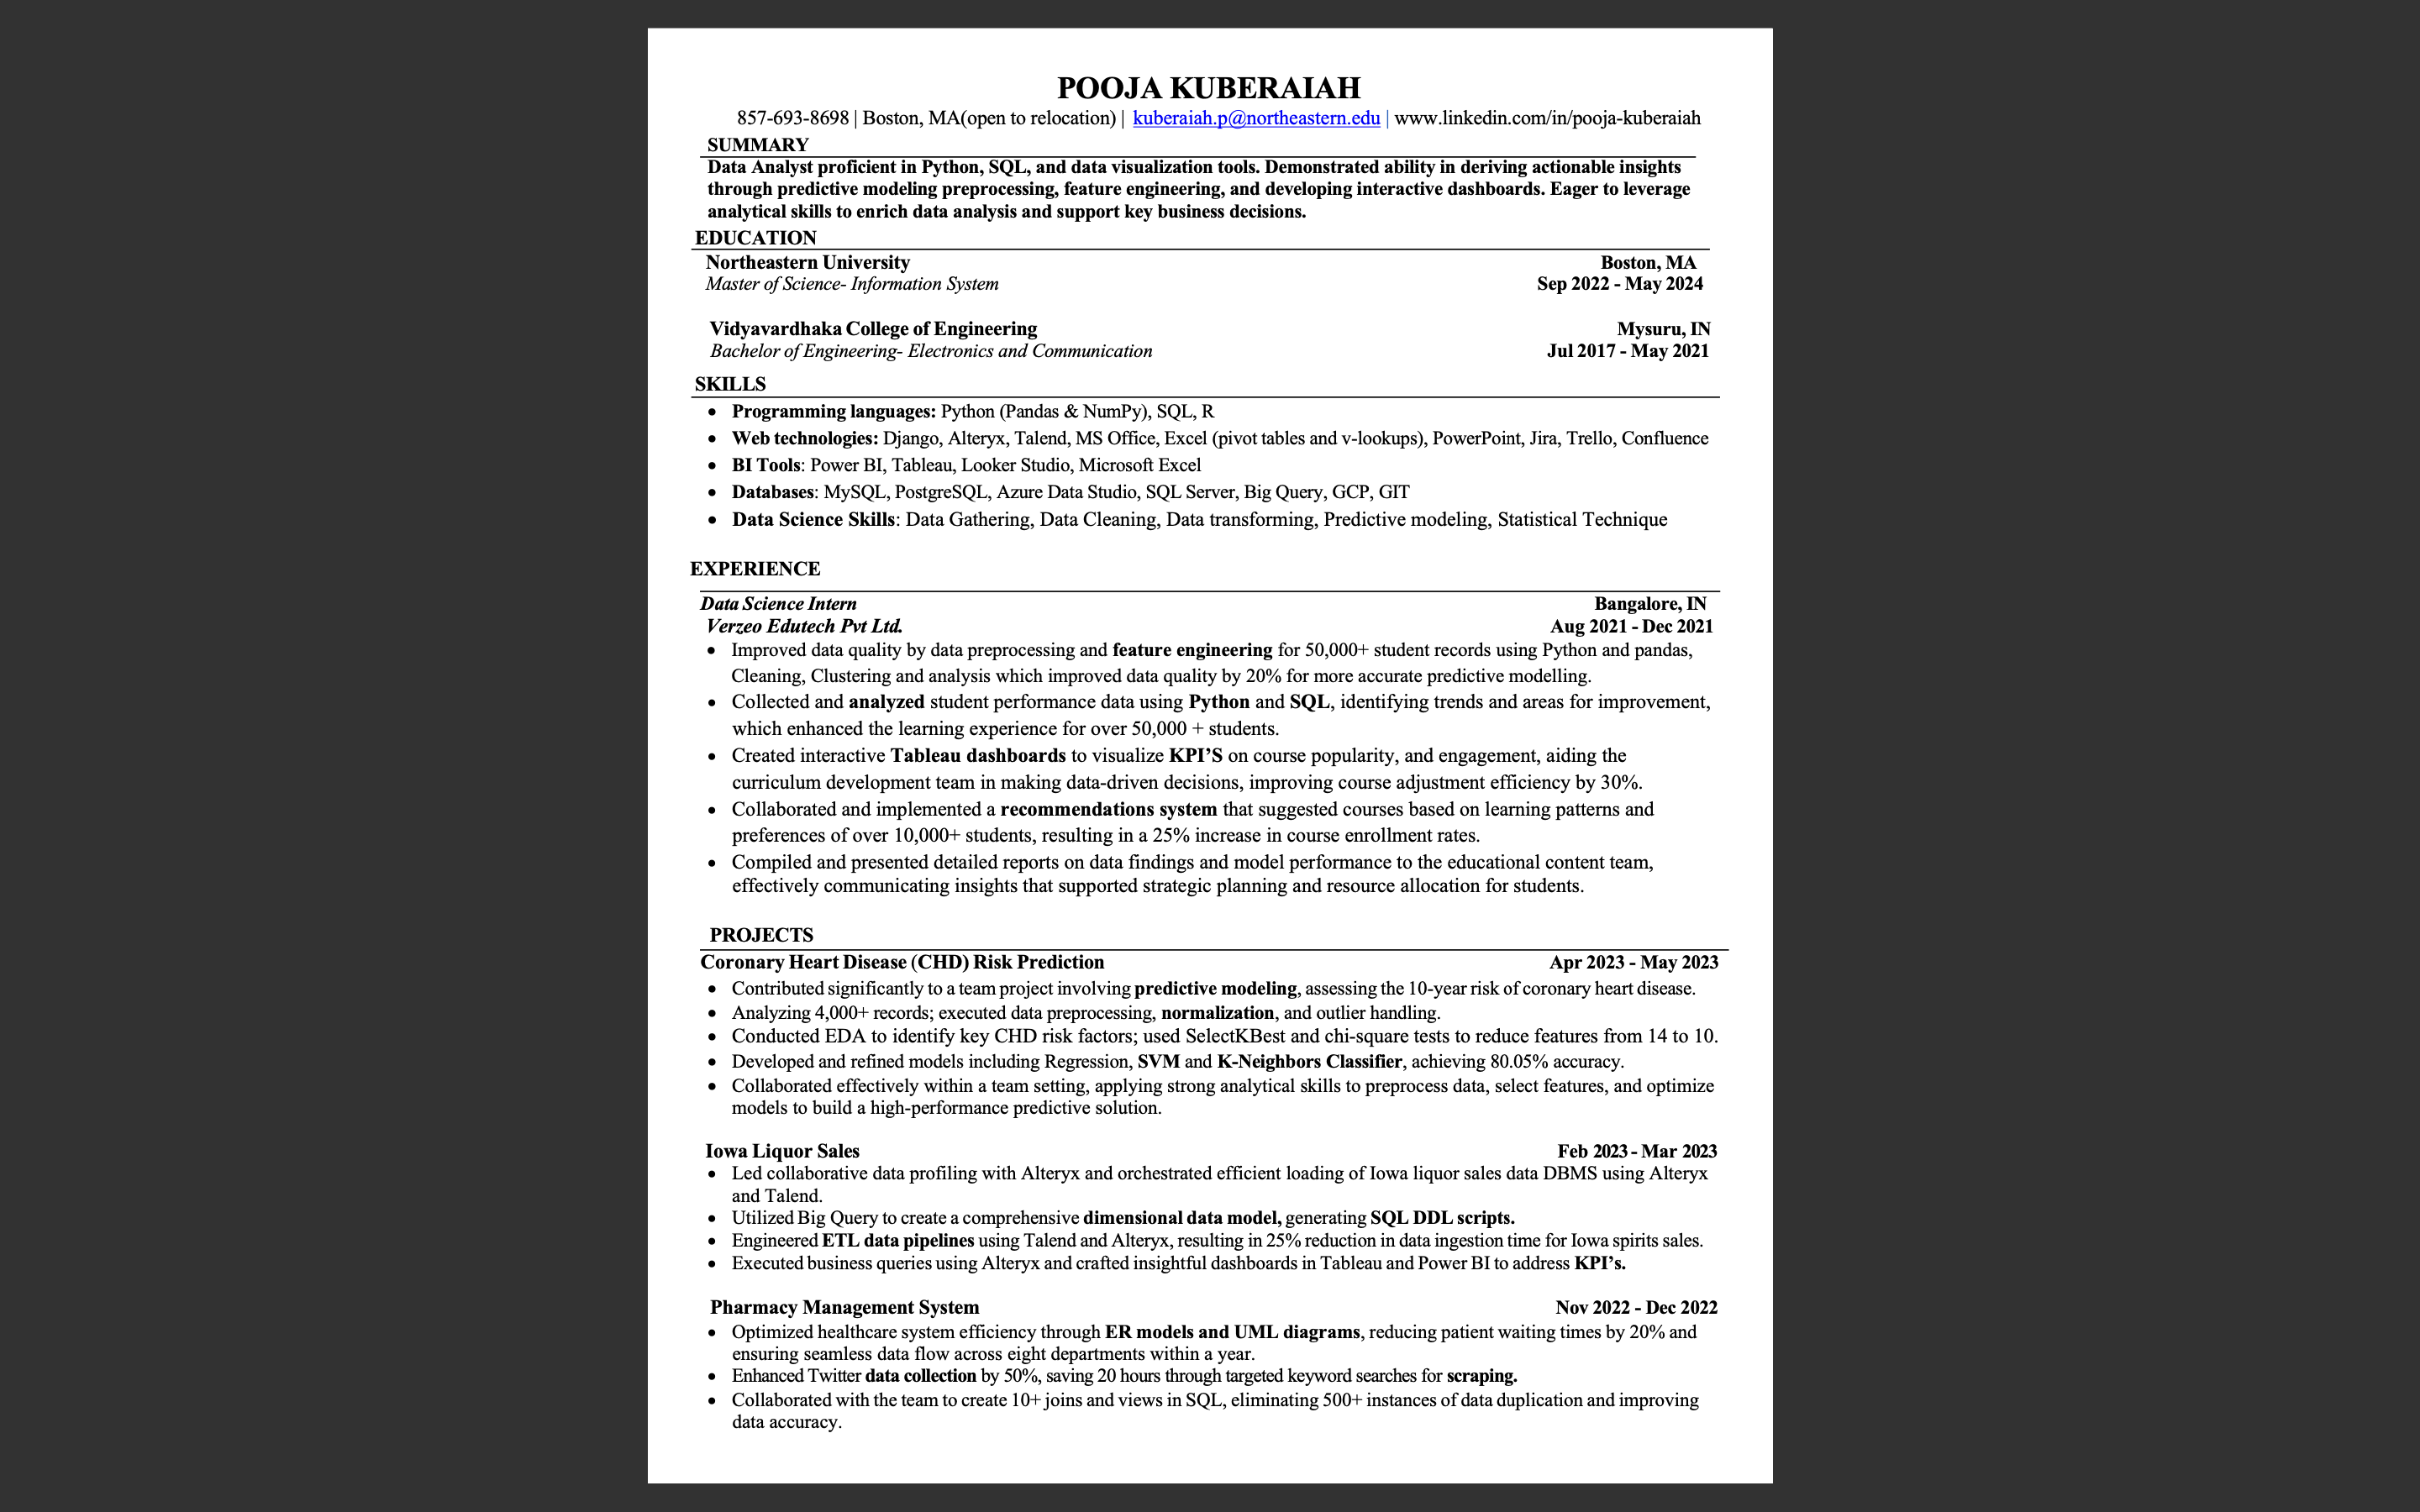 POOJA KUBERAIAH
857-693-8698 | Boston, MA(open to relocation) | kuberaiah.p@northeastern.edu | www.linkedin.com/in/pooja-kuberaiah
SUMMARY
Data Analyst proficient in Python, SQL, and data visualization tools. Demonstrated ability in deriving actionable insights
through predictive modeling preprocessing, feature engineering, and developing interactive dashboards. Eager to leverage
analytical skills to enrich data analysis and support key business decisions.
EDUCATION
Northeastern University Boston, MA
Master of Science- Information System Sep 2022 - May 2024
Vidyavardhaka College of Engineering Mysuru, IN
Bachelor of Engineering- Electronics and Communication Jul 2017 - May 2021
SKILLS
• Programming languages: Python (Pandas & NumPy), SQL, R
• Web technologies: Django, Alteryx, Talend, MS Office, Excel (pivot tables and v-lookups), PowerPoint, Jira, Trello, Confluence
• BI Tools: Power BI, Tableau, Looker Studio, Microsoft Excel
• Databases: MySQL, PostgreSQL, Azure Data Studio, SQL Server, Big Query, GCP, GIT
• Data Science Skills: Data Gathering, Data Cleaning, Data transforming, Predictive modeling, Statistical Technique
EXPERIENCE
Data Science Intern Bangalore, IN
Verzeo Edutech Pvt Ltd. Aug 2021 - Dec 2021
• Improved data quality by data preprocessing and feature engineering for 50,000+ student records using Python and pandas,
Cleaning, Clustering and analysis which improved data quality by 20% for more accurate predictive modelling.
• Collected and analyzed student performance data using Python and SQL, identifying trends and areas for improvement,
which enhanced the learning experience for over 50,000 + students.
• Created interactive Tableau dashboards to visualize KPI’S on course popularity, and engagement, aiding the
curriculum development team in making data-driven decisions, improving course adjustment efficiency by 30%.
• Collaborated and implemented a recommendations system that suggested courses based on learning patterns and
preferences of over 10,000+ students, resulting in a 25% increase in course enrollment rates.
• Compiled and presented detailed reports on data findings and model performance to the educational content team,
effectively communicating insights that supported strategic planning and resource allocation for students.
PROJECTS
Coronary Heart Disease (CHD) Risk Prediction Apr 2023 - May 2023
• Contributed significantly to a team project involving predictive modeling, assessing the 10-year risk of coronary heart disease.
• Analyzing 4,000+ records; executed data preprocessing, normalization, and outlier handling.
• Conducted EDA to identify key CHD risk factors; used SelectKBest and chi-square tests to reduce features from 14 to 10.
• Developed and refined models including Regression, SVM and K-Neighbors Classifier, achieving 80.05% accuracy.
• Collaborated effectively within a team setting, applying strong analytical skills to preprocess data, select features, and optimize
models to build a high-performance predictive solution.
Iowa Liquor Sales Feb 2023 - Mar 2023
• Led collaborative data profiling with Alteryx and orchestrated efficient loading of Iowa liquor sales data DBMS using Alteryx
and Talend.
• Utilized Big Query to create a comprehensive dimensional data model, generating SQL DDL scripts.
• Engineered ETL data pipelines using Talend and Alteryx, resulting in 25% reduction in data ingestion time for Iowa spirits sales.
• Executed business queries using Alteryx and crafted insightful dashboards in Tableau and Power BI to address KPI’s.
Pharmacy Management System Nov 2022 - Dec 2022
• Optimized healthcare system efficiency through ER models and UML diagrams, reducing patient waiting times by 20% and
ensuring seamless data flow across eight departments within a year.
• Enhanced Twitter data collection by 50%, saving 20 hours through targeted keyword searches for scraping.
• Collaborated with the team to create 10+ joins and views in SQL, eliminating 500+ instances of data duplication and improving
data accuracy.